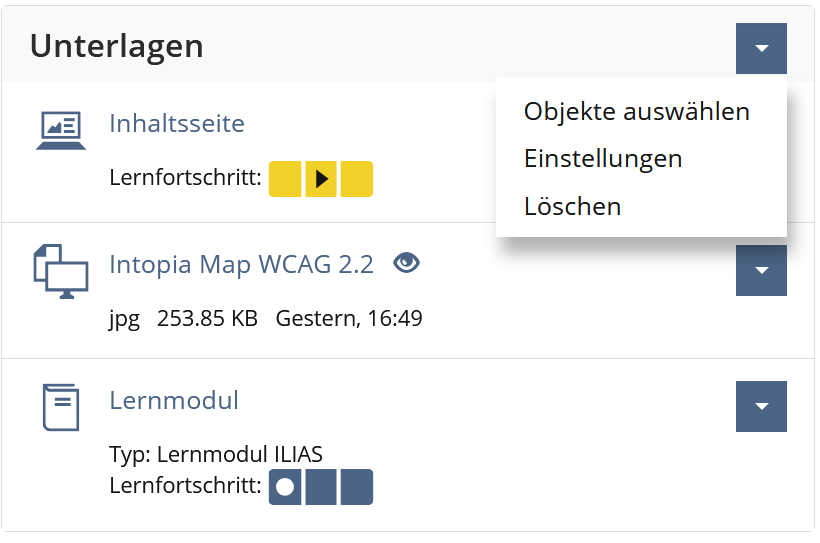 Unterlagen
Objekte auswählen
Einstellungen
Löschen
Inhaltsseite
Lernfortschritt:
Intopia Map WCAG 2.2
jpg 253.85 KB Gestern, 16:49
Lernmodul
Typ: Lernmodul ILIAS
Lernfortschritt: